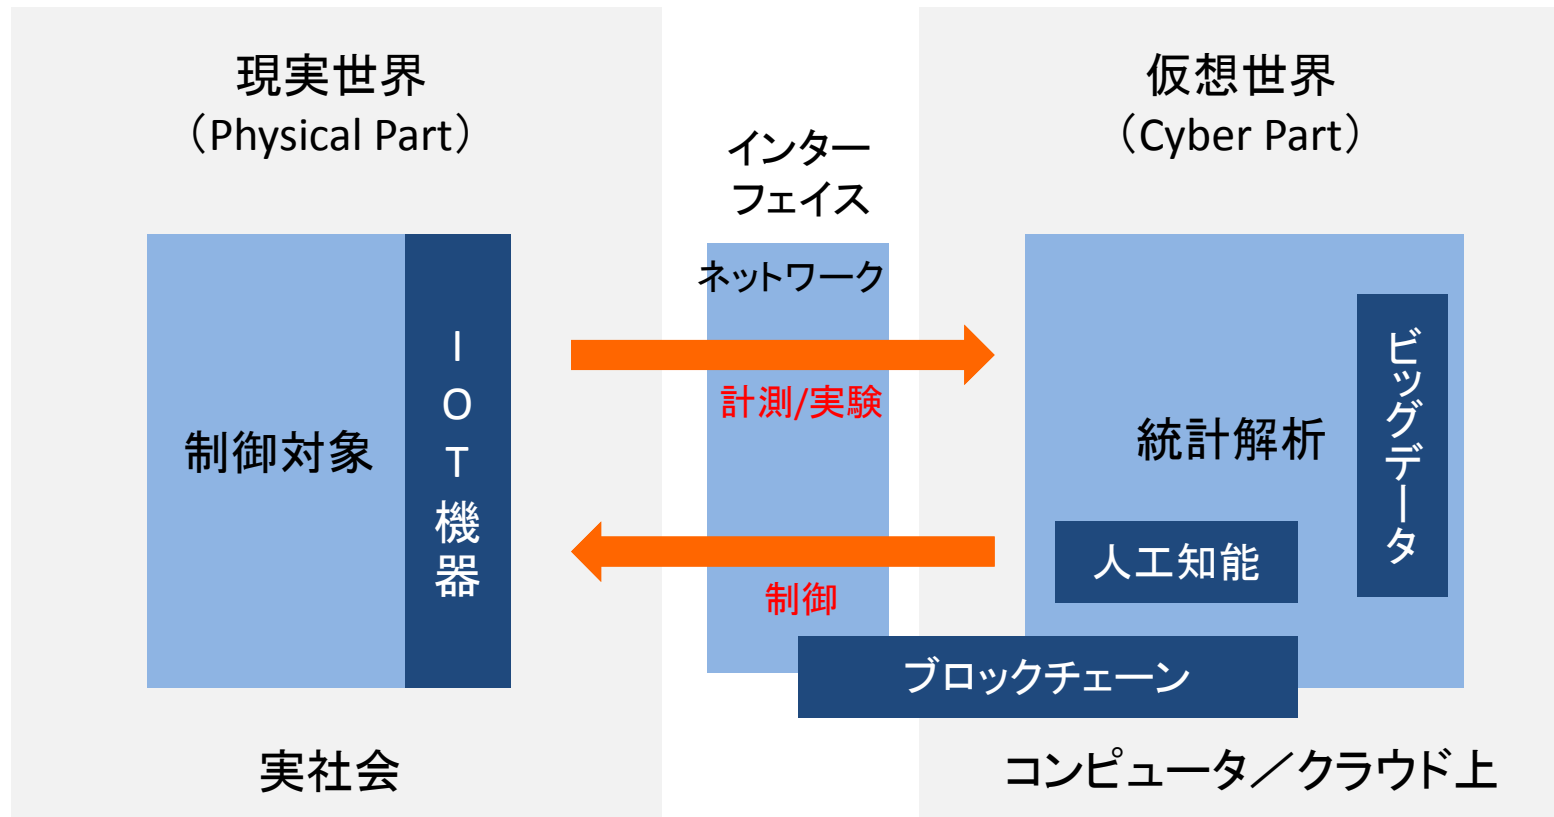 現実世界
（Physical Part）
制御対象
IOT機器
実社会
インター
フェイス
ネットワーク
計測/実験
制御
仮想世界
（Cyber Part）
統計解析
ビッグデータ
人工知能
ブロックチェーン
コンピュータ／クラウド上